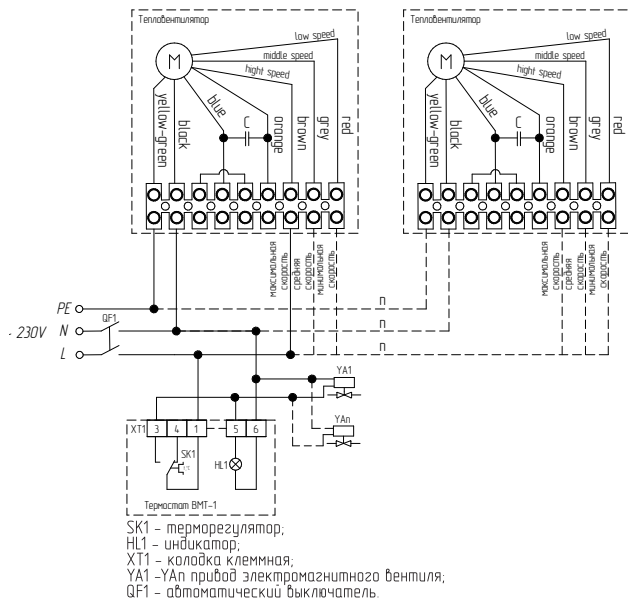 Тепловентилятор
Тепловентилятор
low speed
middle speed
hight speed
M
low speed
middle speed
hight speed
M
yellow-green
black
blue
C
orange
brown
grey
red
yellow-green
black
blue
C
orange
brown
grey
red
максимальная скорость
средняя скорость
минимальная скорость
максимальная скорость
средняя скорость
минимальная скорость
PE
n
~ 230V
N
QF1
n
L
n
YA1
YAn
XT1
3
4
1
5
6
SK1
t°C
HL1
Термостат ВМТ-1
SK1 - терморегулятор;
HL1 - индикатор;
XT1 - колодка клеммная;
YA1 -YAn привод электромагнитного вентиля;
QF1 - автоматический выключатель.